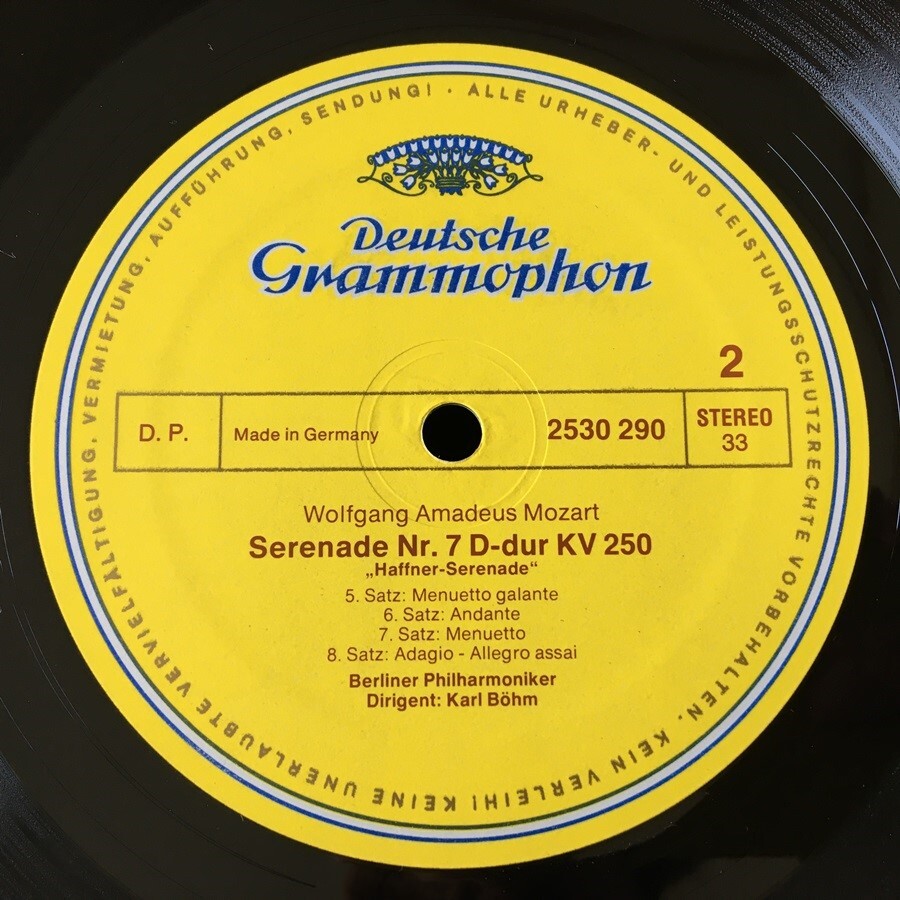 Deutsche
Grammophon
2
D. P.
Made in Germany
2530 290
STEREO
33
Wolfgang Amadeus Mozart
Serenade Nr. 7 D-dur KV 250
„Haffner-Serenade“
5. Satz: Menuetto galante
6. Satz: Andante
7. Satz: Menuetto
8. Satz: Adagio - Allegro assai
Berliner Philharmoniker
Dirigent: Karl Böhm
ALLE URHEBER- UND LEISTUNGSSCHUTZRECHTE VORBEHALTEN. KEIN VERLEIH! KEINE UNERLAUBTE VERVIELFÄLTIGUNG, VERMIETUNG, AUFFÜHRUNG, SENDUNG! ·